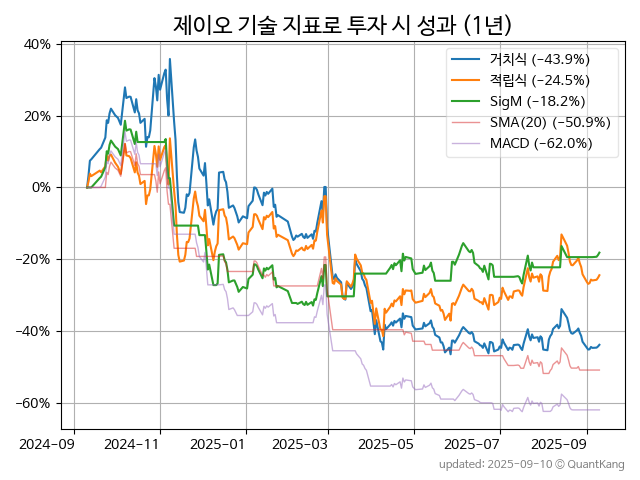 제이오 기술 지표로 투자 시 성과 (1년)
40%
20%
0%
−20%
−40%
−60%
거치식 (−43.9%)
적립식 (−24.5%)
SigM (−18.2%)
SMA(20) (−50.9%)
MACD (−62.0%)
2024-09
2024-11
2025-01
2025-03
2025-05
2025-07
2025-09
updated: 2025-09-10 © QuantKang